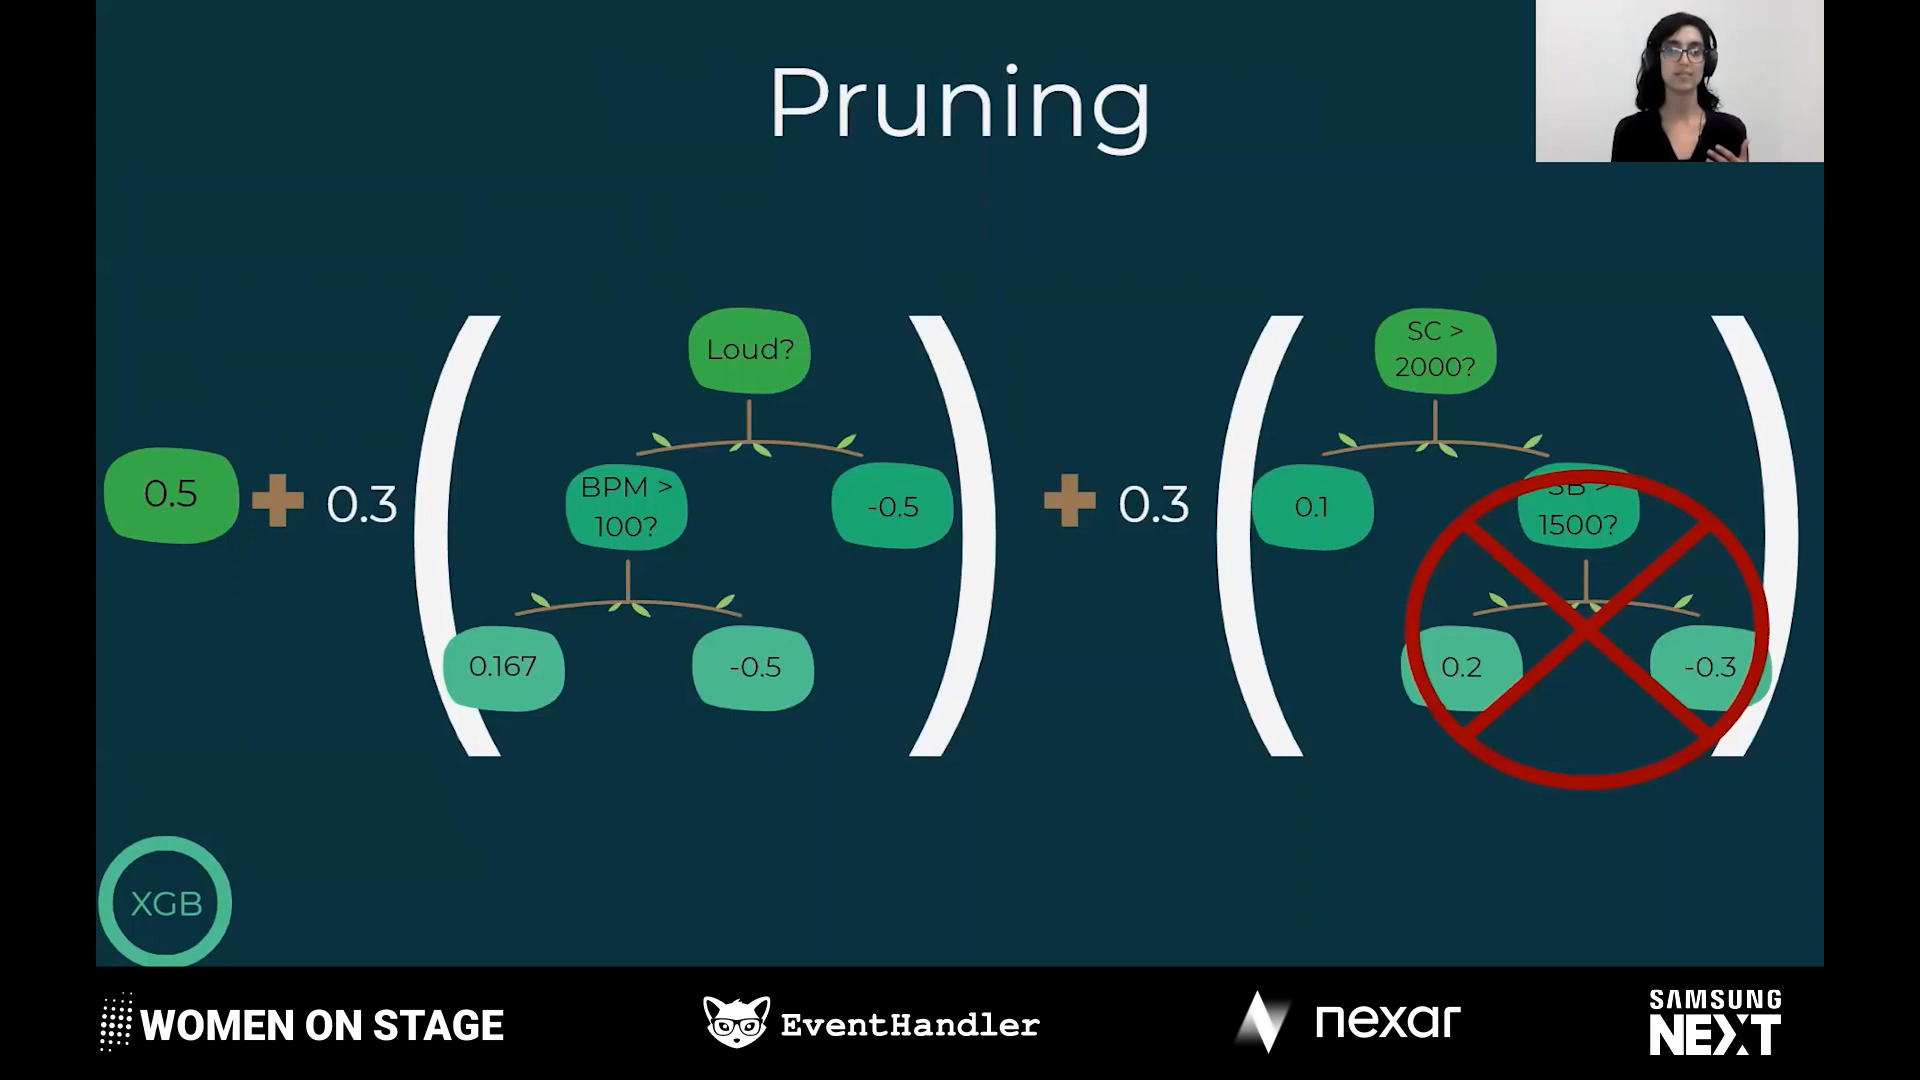 Pruning
0.5
0.3
Loud?
BPM >
100?
-0.5
0.167
-0.5
0.3
SC >
2000?
0.1
SB >
1500?
0.2
-0.3
XGB
WOMEN ON STAGE
EventHandler
nexar
SAMSUNG
NEXT